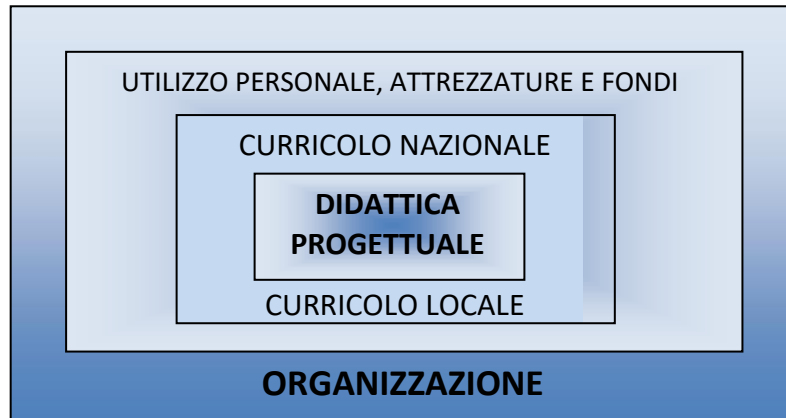 UTILIZZO PERSONALE, ATTREZZATURE E FONDI
CURRICOLO NAZIONALE
DIDATTICA
PROGETTUALE
CURRICOLO LOCALE
ORGANIZZAZIONE